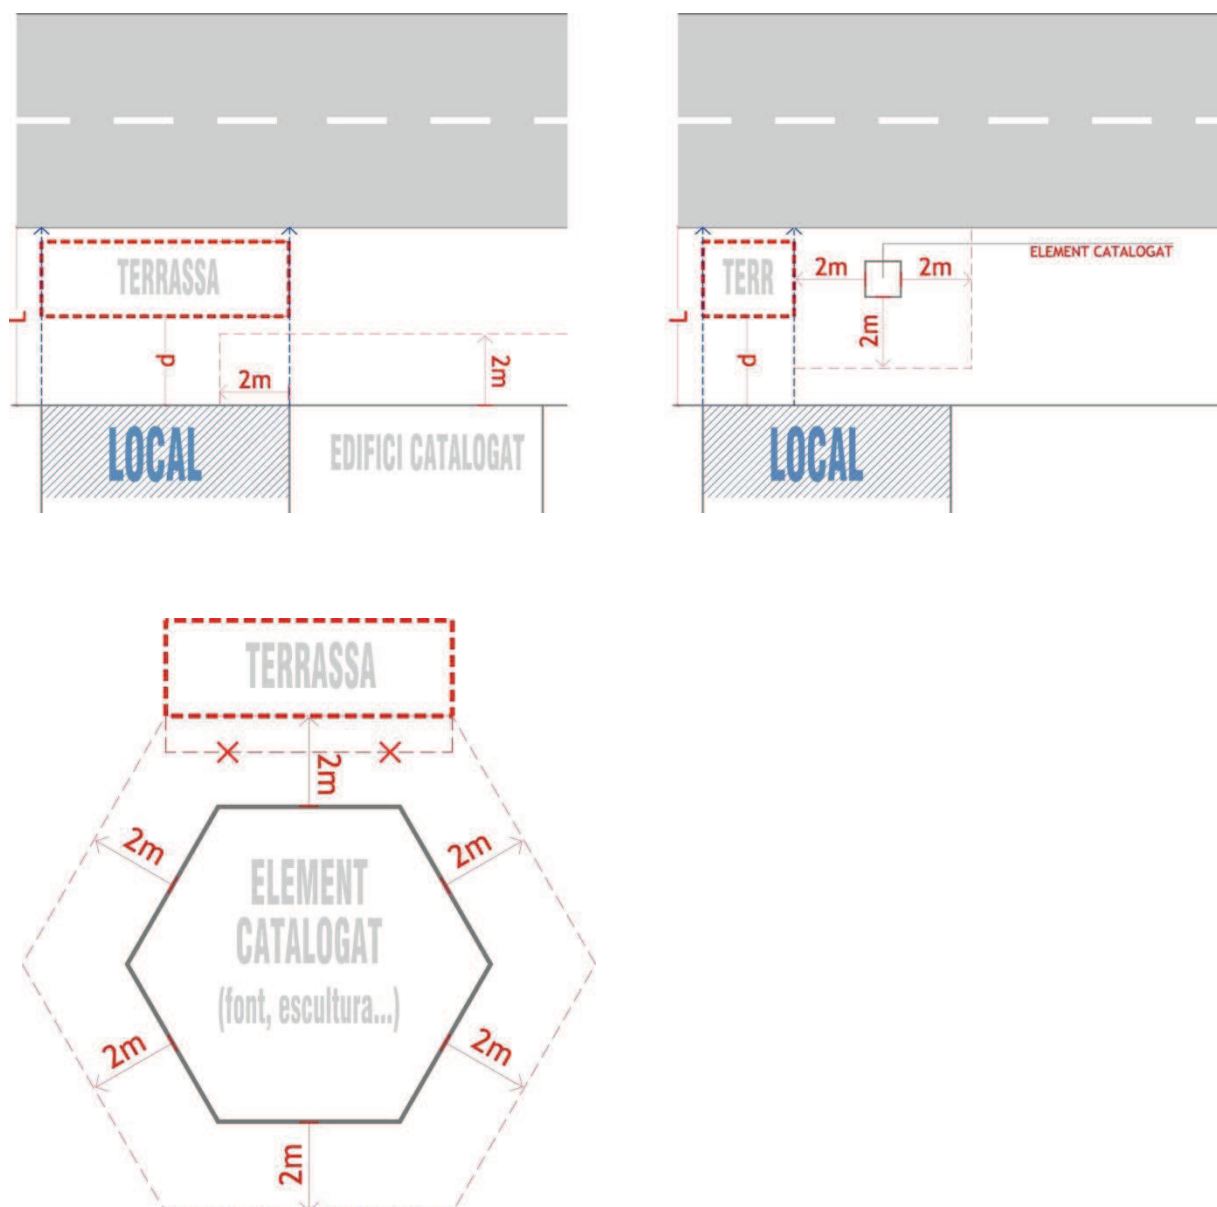 TERRASSA
L
d
2m
2m
LOCAL
EDIFICI CATALOGAT
ELEMENT CATALOGAT
TERR
2m
2m
L
d
2m
LOCAL
TERRASSA
2m
2m
2m
ELEMENT
CATALOGAT
(font, escultura...)
2m
2m
2m